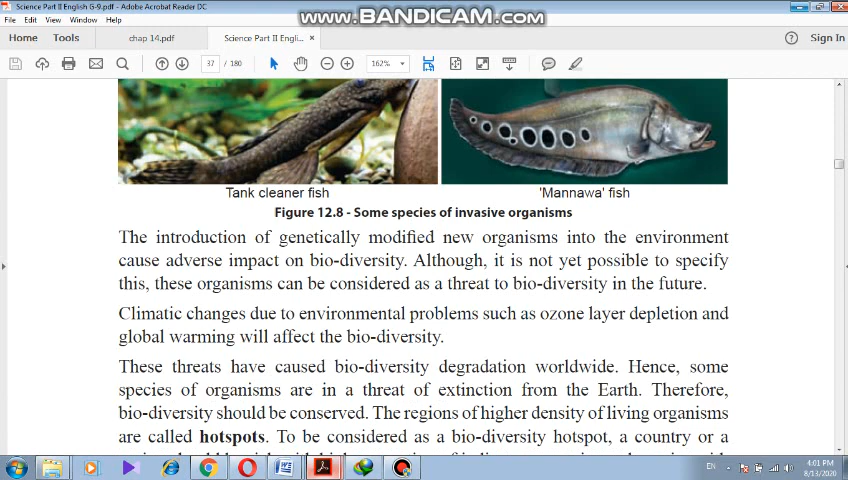 Science Part II English G-9.pdf - Adobe Acrobat Reader DC
www.BANDICAM.com
File Edit View Window Help
Home Tools chap 14.pdf Science Part II Engli... × Sign In
37 / 180 162%
Tank cleaner fish 'Mannawa' fish
Figure 12.8 - Some species of invasive organisms
The introduction of genetically modified new organisms into the environment
cause adverse impact on bio-diversity. Although, it is not yet possible to specify
this, these organisms can be considered as a threat to bio-diversity in the future.
Climatic changes due to environmental problems such as ozone layer depletion and
global warming will affect the bio-diversity.
These threats have caused bio-diversity degradation worldwide. Hence, some
species of organisms are in a threat of extinction from the Earth. Therefore,
bio-diversity should be conserved. The regions of higher density of living organisms
are called hotspots. To be considered as a bio-diversity hotspot, a country or a
EN 4:01 PM
8/13/2020